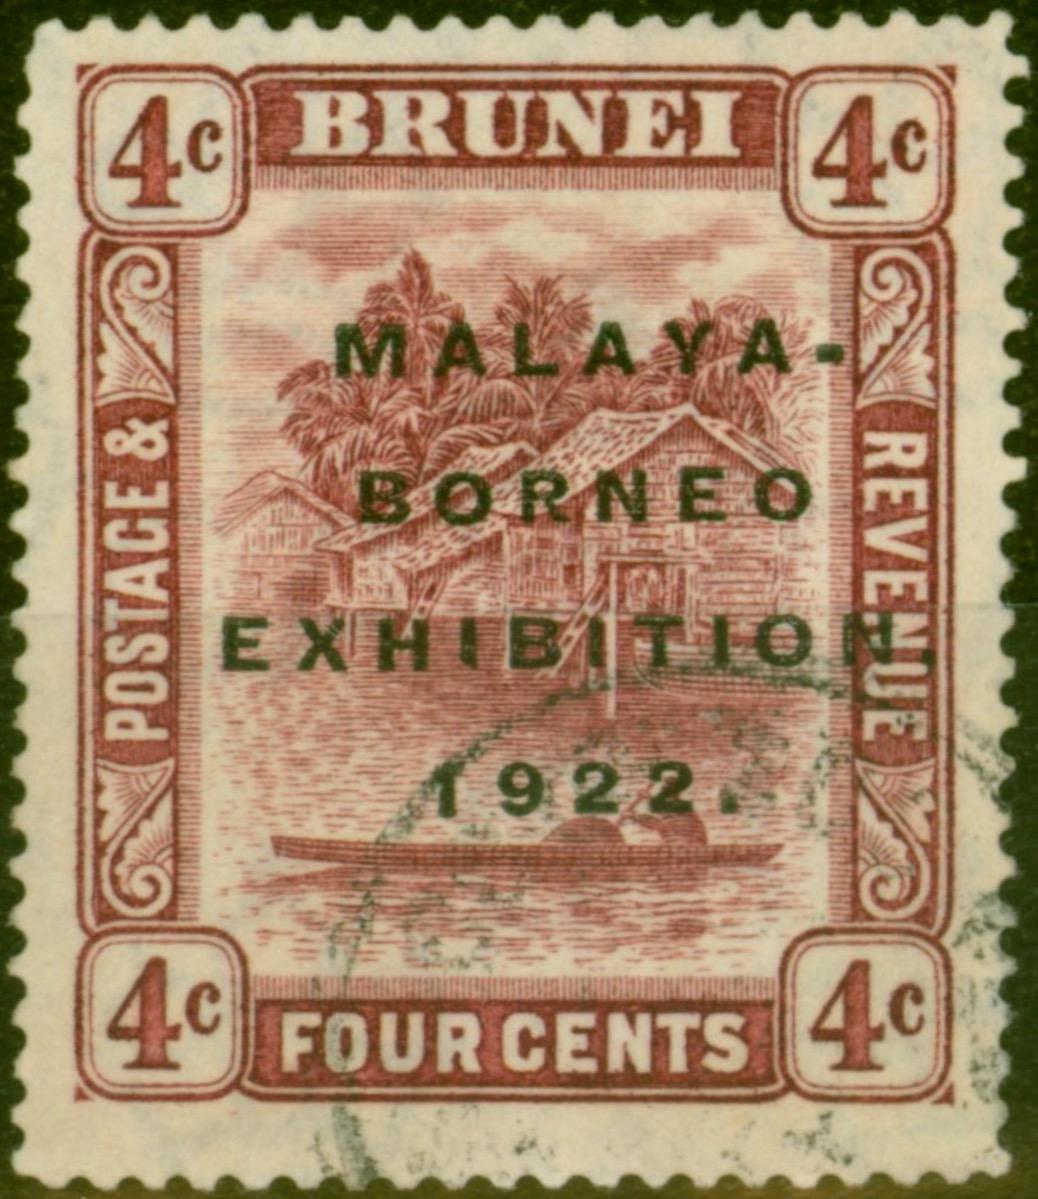 4c BRUNEI 4c
POSTAGE & REVENUE
MALAYA-
BORNEO
EXHIBITION.
1922.
4c FOUR CENTS 4c